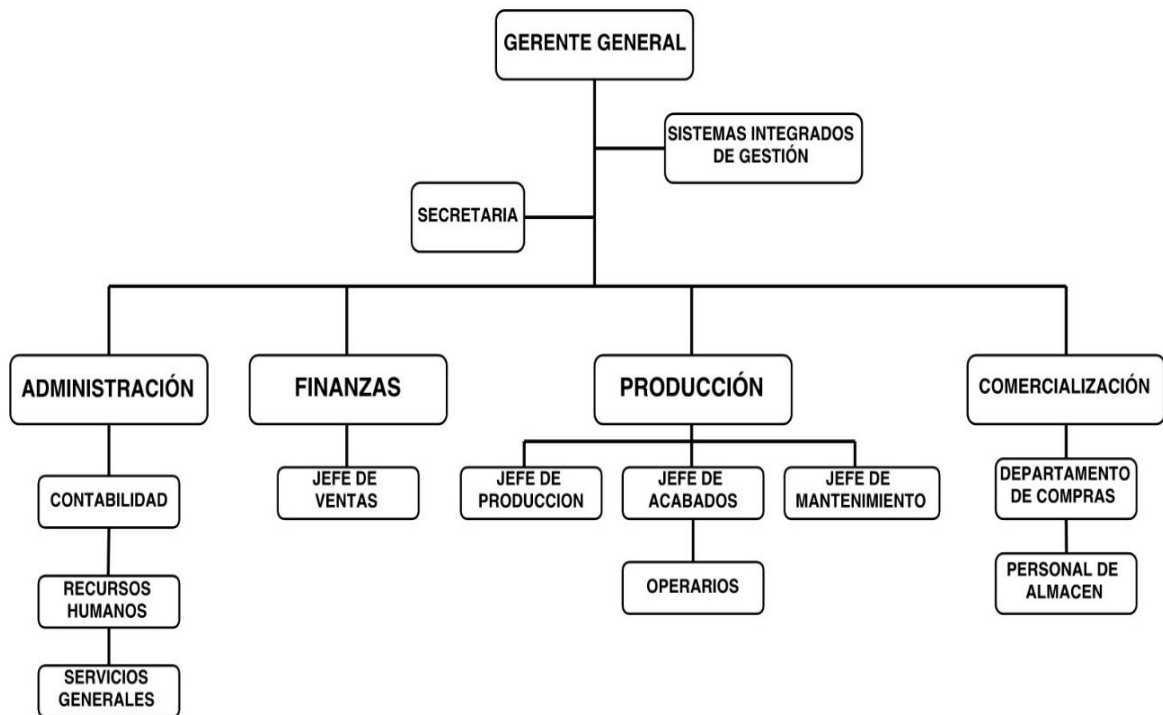 GERENTE GENERAL
SISTEMAS INTEGRADOS
DE GESTIÓN
SECRETARIA
ADMINISTRACIÓN
FINANZAS
PRODUCCIÓN
COMERCIALIZACIÓN
CONTABILIDAD
JEFE DE
VENTAS
JEFE DE
PRODUCCION
JEFE DE
ACABADOS
JEFE DE
MANTENIMIENTO
DEPARTAMENTO
DE COMPRAS
RECURSOS
HUMANOS
OPERARIOS
PERSONAL DE
ALMACEN
SERVICIOS
GENERALES